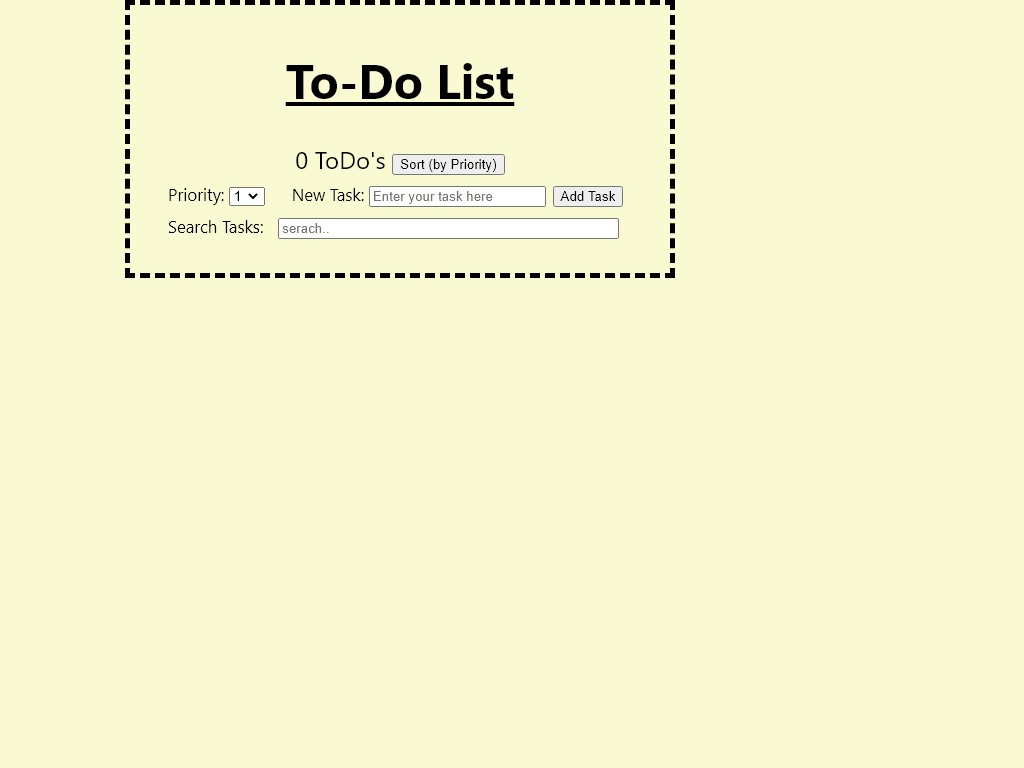 To-Do List
0 ToDo's Sort (by Priority)
Priority: 1 New Task: Enter your task here Add Task
Search Tasks: serach..